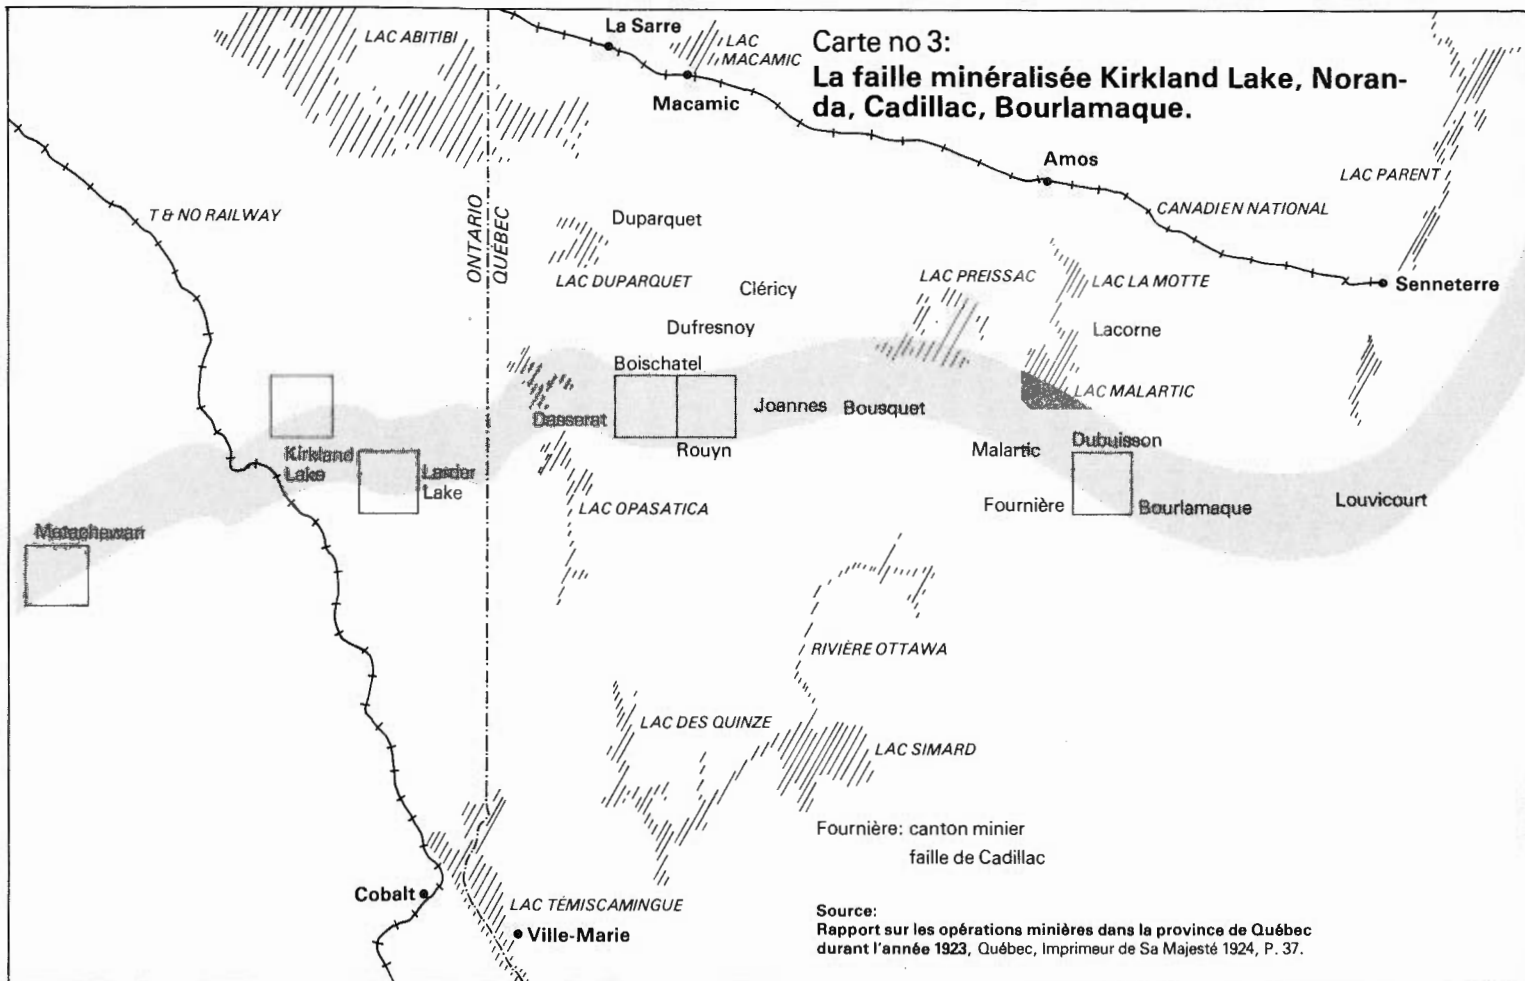 Carte no 3:
La faille minéralisée Kirkland Lake, Noran-
da, Cadillac, Bourlamaque.
LAC ABITIBI
La Sarre
LAC
MACAMIC
Macamic
Amos
LAC PARENT
CANADIEN NATIONAL
T & NO RAILWAY
ONTARIO
QUÉBEC
Duparquet
LAC DUPARQUET
Cléricy
LAC PREISSAC
LAC LA MOTTE
Senneterre
Dufresnoy
Lacorne
Boischatel
LAC MALARTIC
Dasserat
Joannes
Bousquet
Rouyn
Malartic
Dubuisson
Kirkland
Lake
Larder
Lake
LAC OPASATICA
Fournière
Bourlamaque
Louvicourt
Matachewan
RIVIÈRE OTTAWA
LAC DES QUINZE
LAC SIMARD
Fournière: canton minier
faille de Cadillac
Cobalt
LAC TÉMISCAMINGUE
Ville-Marie
Source:
Rapport sur les opérations minières dans la province de Québec
durant l'année 1923, Québec, Imprimeur de Sa Majesté 1924, P. 37.